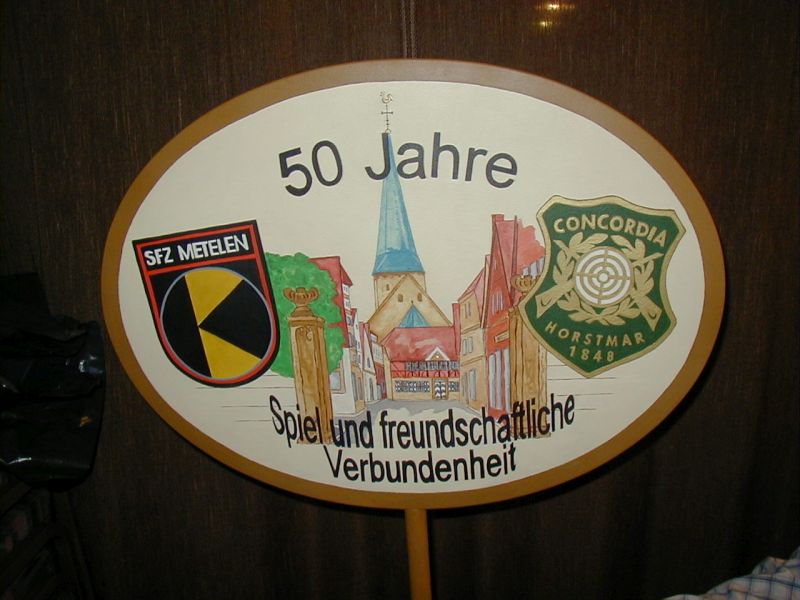 50 Jahre
SFZ METELEN
CONCORDIA
HORSTMAR
1848
Spiel und freundschaftliche
Verbundenheit